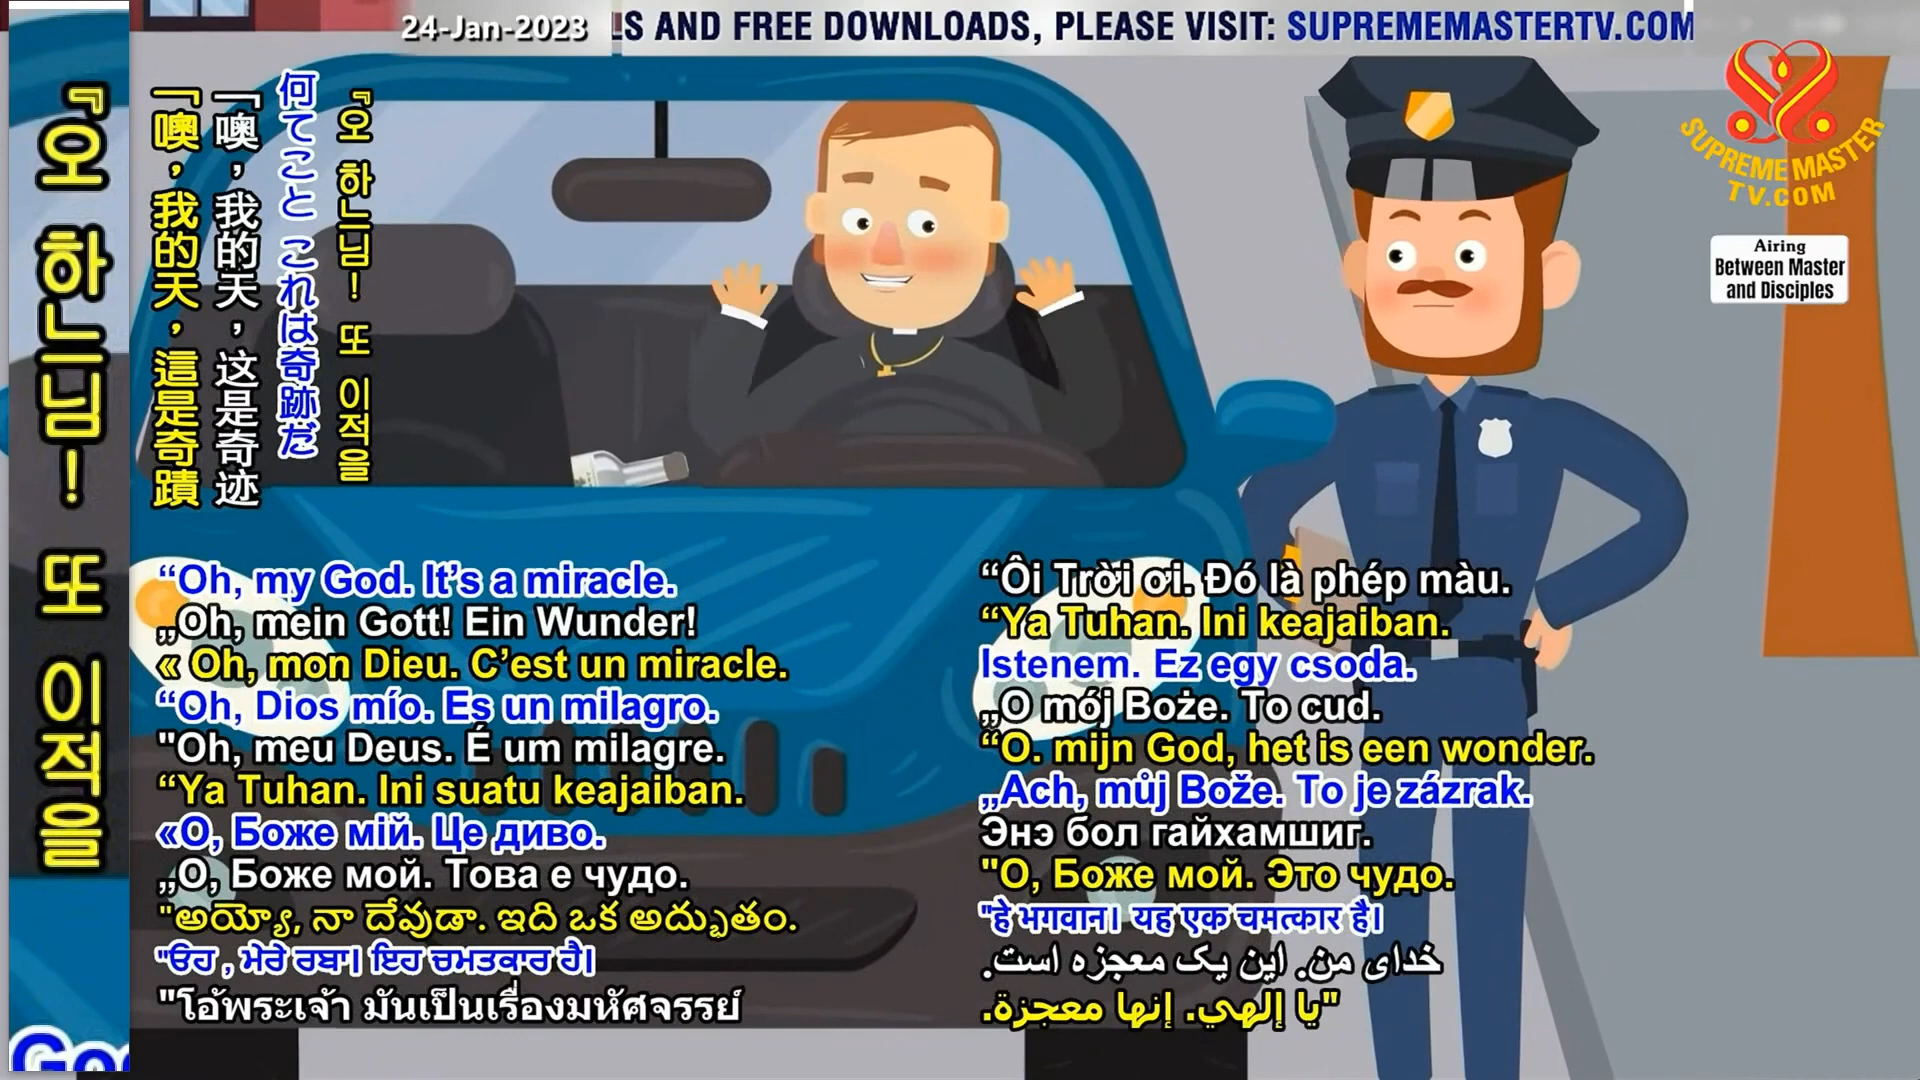 24-Jan-2023
LS AND FREE DOWNLOADS, PLEASE VISIT: SUPREMEMASTERTV.COM
SUPREME MASTER
TV.COM
Airing
Between Master
and Disciples
『오 하느님! 또 이적을
『오 하느님! 또 이적을
何てこと これは奇跡だ
「噢，我的天，这是奇迹
「噢，我的天，這是奇蹟
“Oh, my God. It’s a miracle.
„Oh, mein Gott! Ein Wunder!
« Oh, mon Dieu. C’est un miracle.
“Oh, Dios mío. Es un milagro.
"Oh, meu Deus. É um milagre.
“Ya Tuhan. Ini suatu keajaiban.
«О, Боже мій. Це диво.
„О, Боже мой. Това е чудо.
"అయ్యో, నా దేవుడా. ఇది ఒక అద్భుతం.
"ਓਹ , ਮੇਰੇ ਰਬਾ। ਇਹ ਚਮਤਕਾਰ ਹੈ।
"โอ้พระเจ้า มันเป็นเรื่องมหัศจรรย์
“Ôi Trời ơi. Đó là phép màu.
“Ya Tuhan. Ini keajaiban.
Istenem. Ez egy csoda.
„O mój Boże. To cud.
“O. mijn God, het is een wonder.
„Ach, můj Bože. To je zázrak.
Энэ бол гайхамшиг.
"О, Боже мой. Это чудо.
"हे भगवान। यह एक चमत्कार है।
خدای من. این یک معجزه است.
"يا إلهي. إنها معجزة.